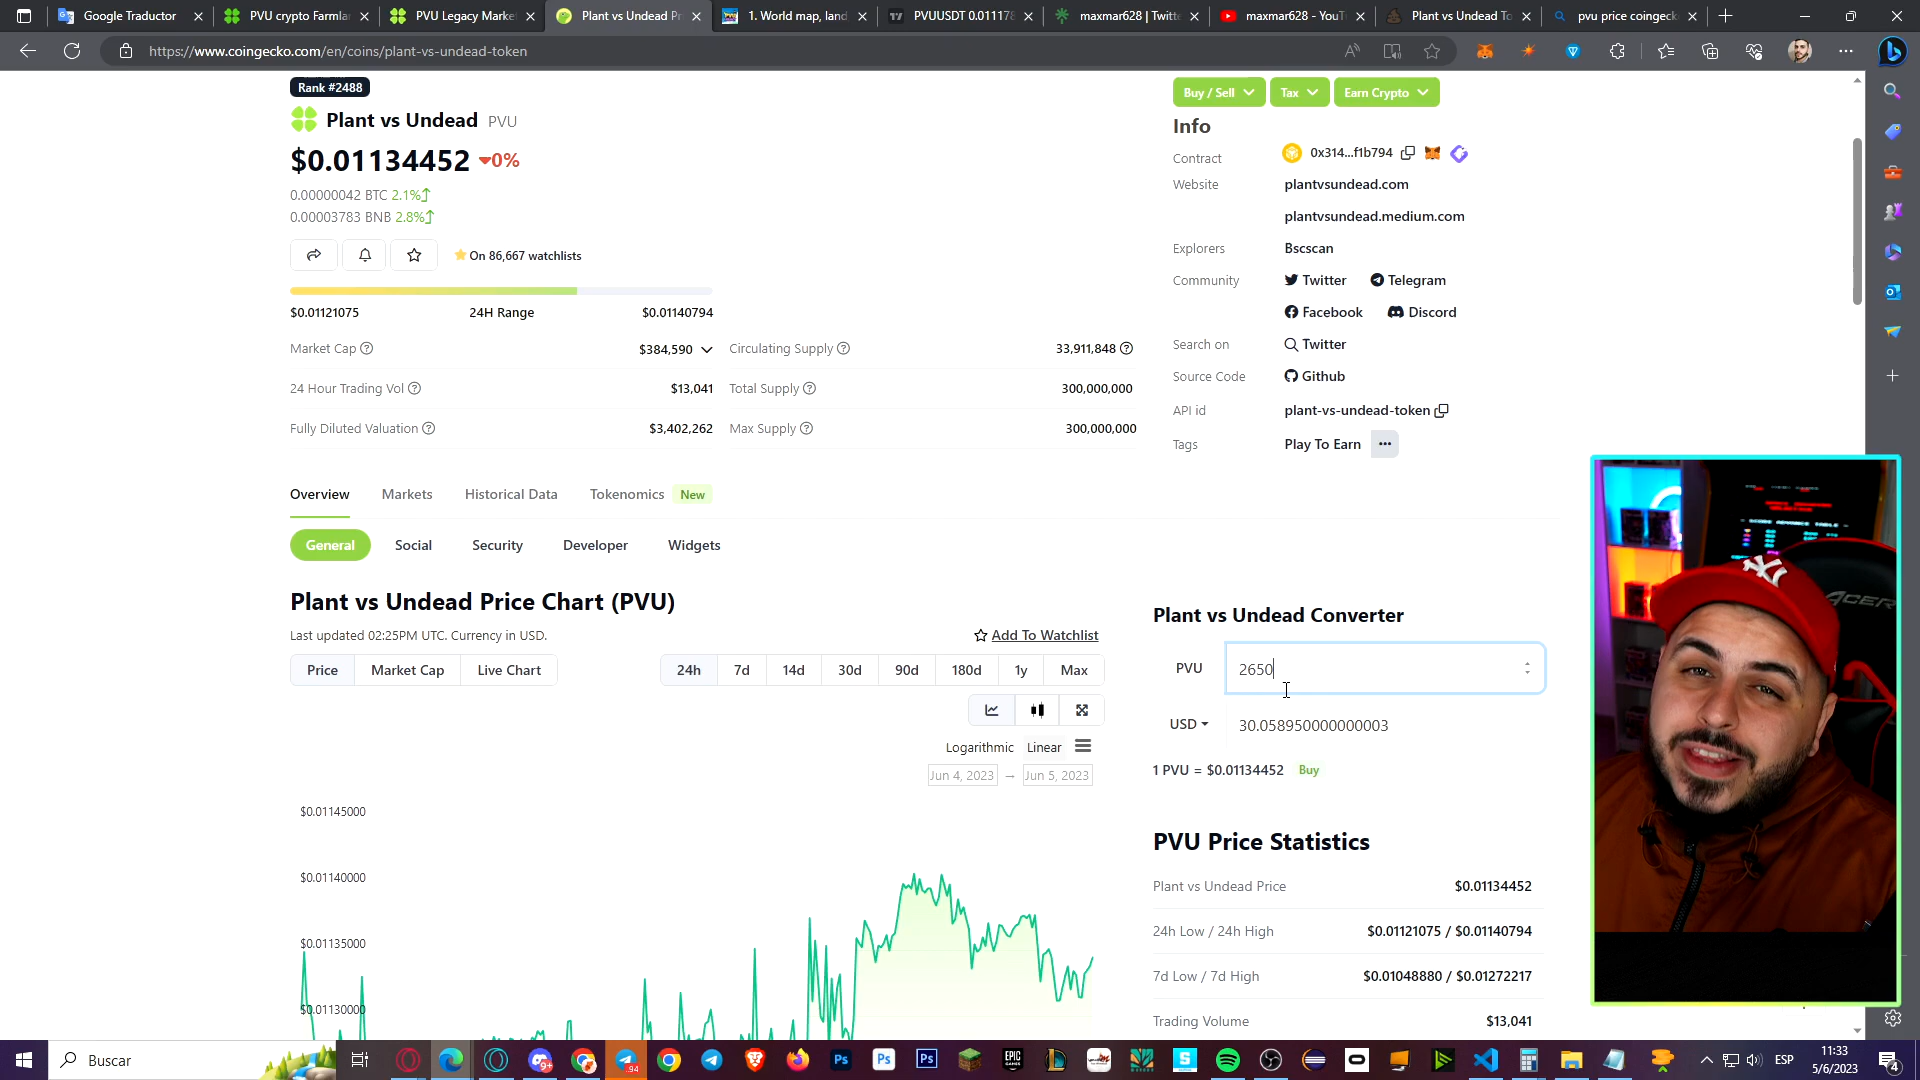 Google Traductor
PVU crypto Farmla
PVU Legacy Market
Plant vs Undead Pr
1. World map, land
PVUUSDT 0.011178
maxmar628 | Twitte
maxmar628 - YouT
Plant vs Undead To
pvu price coingeck
https://www.coingecko.com/en/coins/plant-vs-undead-token
Rank #2488
Plant vs Undead PVU
$0.01134452 0%
0.00000042 BTC 2.1%
0.00003783 BNB 2.8%
On 86,667 watchlists
$0.01121075 24H Range $0.01140794
Market Cap $384,590
24 Hour Trading Vol $13,041
Fully Diluted Valuation $3,402,262
Circulating Supply 33,911,848
Total Supply 300,000,000
Max Supply 300,000,000
Buy / Sell Tax Earn Crypto
Info
Contract 0x314...f1b794
Website plantvsundead.com
plantvsundead.medium.com
Explorers Bscscan
Community Twitter Telegram
Facebook Discord
Search on Twitter
Source Code Github
API id plant-vs-undead-token
Tags Play To Earn
Overview Markets Historical Data Tokenomics New
General Social Security Developer Widgets
Plant vs Undead Price Chart (PVU)
Last updated 02:25PM UTC. Currency in USD.
Add To Watchlist
Price Market Cap Live Chart
24h 7d 14d 30d 90d 180d 1y Max
Logarithmic Linear
Jun 4, 2023 → Jun 5, 2023
$0.01145000
$0.01140000
$0.01135000
$0.01130000
Plant vs Undead Converter
PVU 2650
USD 30.058950000000003
1 PVU = $0.01134452 Buy
PVU Price Statistics
Plant vs Undead Price $0.01134452
24h Low / 24h High $0.01121075 / $0.01140794
7d Low / 7d High $0.01048880 / $0.01272217
Trading Volume $13,041
ACER
Buscar
ESP
11:33
5/6/2023
4